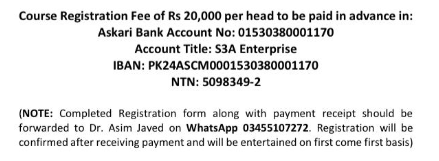 Course Registration Fee of Rs 20,000 per head to be paid in advance in:
Askari Bank Account No: 01530380001170
Account Title: S3A Enterprise
IBAN: PK24ASCM0001530380001170
NTN: 5098349-2
(NOTE: Completed Registration form along with payment receipt should be
forwarded to Dr. Asim Javed on WhatsApp 03455107272. Registration will be
confirmed after receiving payment and will be entertained on first come first basis)